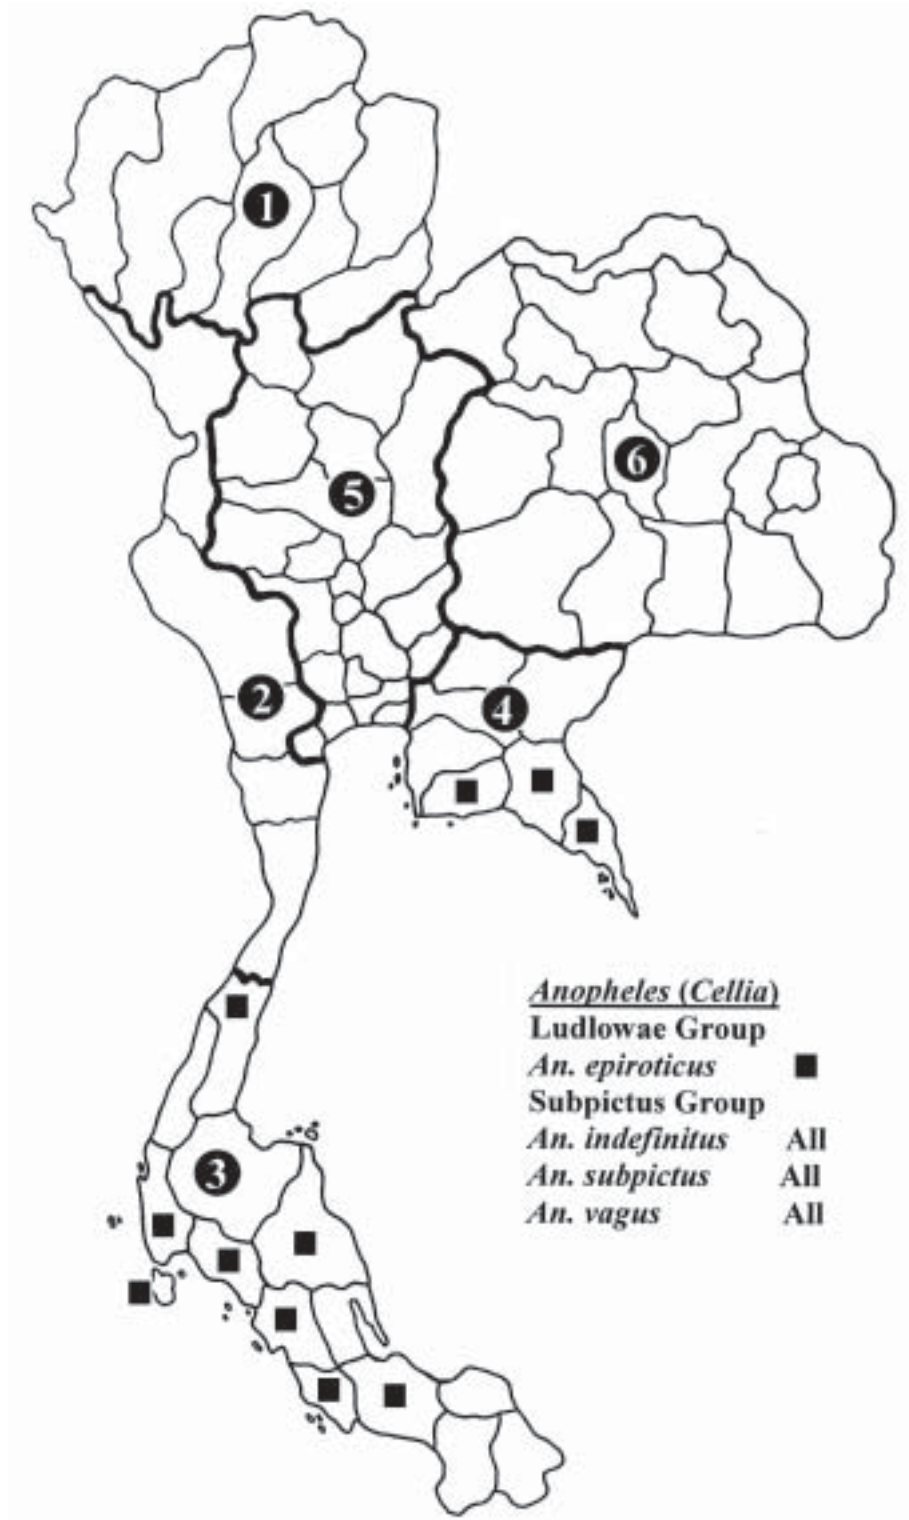 1
6
5
2
4
Anopheles (Cellia)
Ludlowae Group
An. epiroticus
Subpictus Group
An. indefinitus All
An. subpictus All
An. vagus All
3